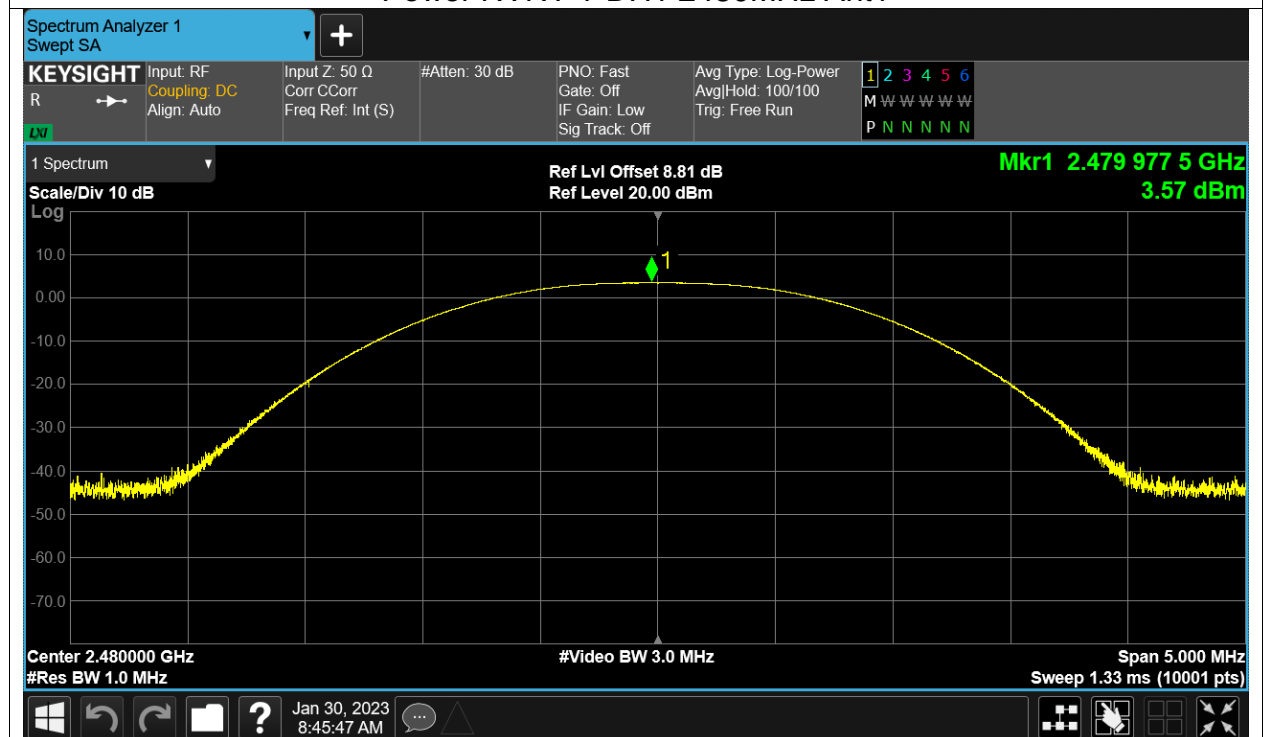 Spectrum Analyzer 1
Swept SA
+
KEYSIGHT
R
LXI
Input: RF
Coupling: DC
Align: Auto
Input Z: 50 Ω
Corr CCorr
Freq Ref: Int (S)
#Atten: 30 dB
PNO: Fast
Gate: Off
IF Gain: Low
Sig Track: Off
Avg Type: Log-Power
Avg|Hold: 100/100
Trig: Free Run
1 2 3 4 5 6
M W W W W W
P N N N N N
1 Spectrum
Scale/Div 10 dB
Log
Ref Lvl Offset 8.81 dB
Ref Level 20.00 dBm
Mkr1 2.479 977 5 GHz
3.57 dBm
1
10.0
0.00
-10.0
-20.0
-30.0
-40.0
-50.0
-60.0
-70.0
Center 2.480000 GHz
#Res BW 1.0 MHz
#Video BW 3.0 MHz
Span 5.000 MHz
Sweep 1.33 ms (10001 pts)
?
Jan 30, 2023
8:45:47 AM